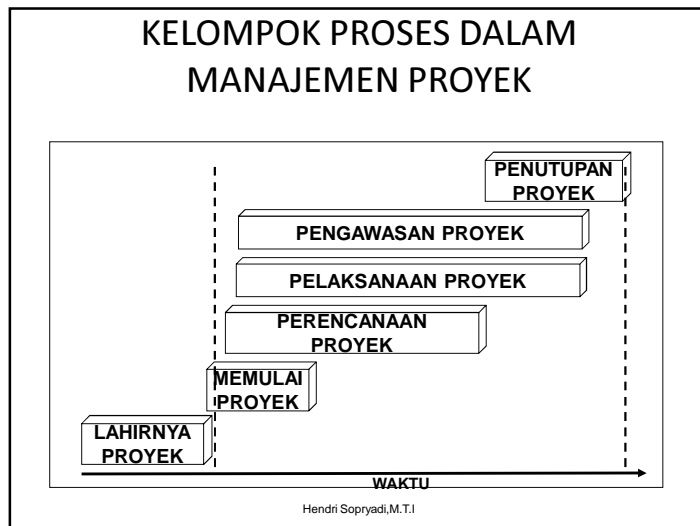 KELOMPOK PROSES DALAM
MANAJEMEN PROYEK
PENUTUPAN
PROYEK
PENGAWASAN PROYEK
PELAKSANAAN PROYEK
PERENCANAAN
PROYEK
MEMULAI
PROYEK
LAHIRNYA
PROYEK
WAKTU
Hendri Sopryadi,M.T.I